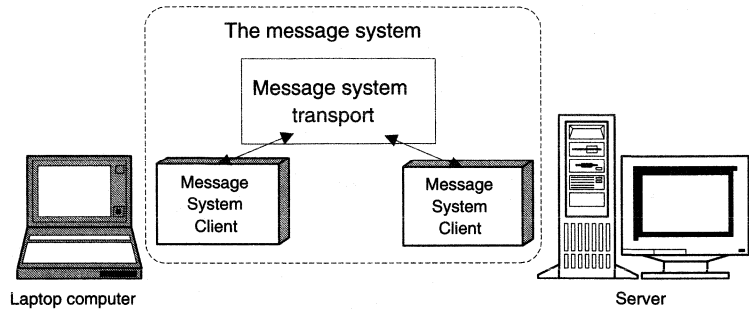 The message system
Message system
transport
Message
System
Client
Message
System
Client
Laptop computer
Server